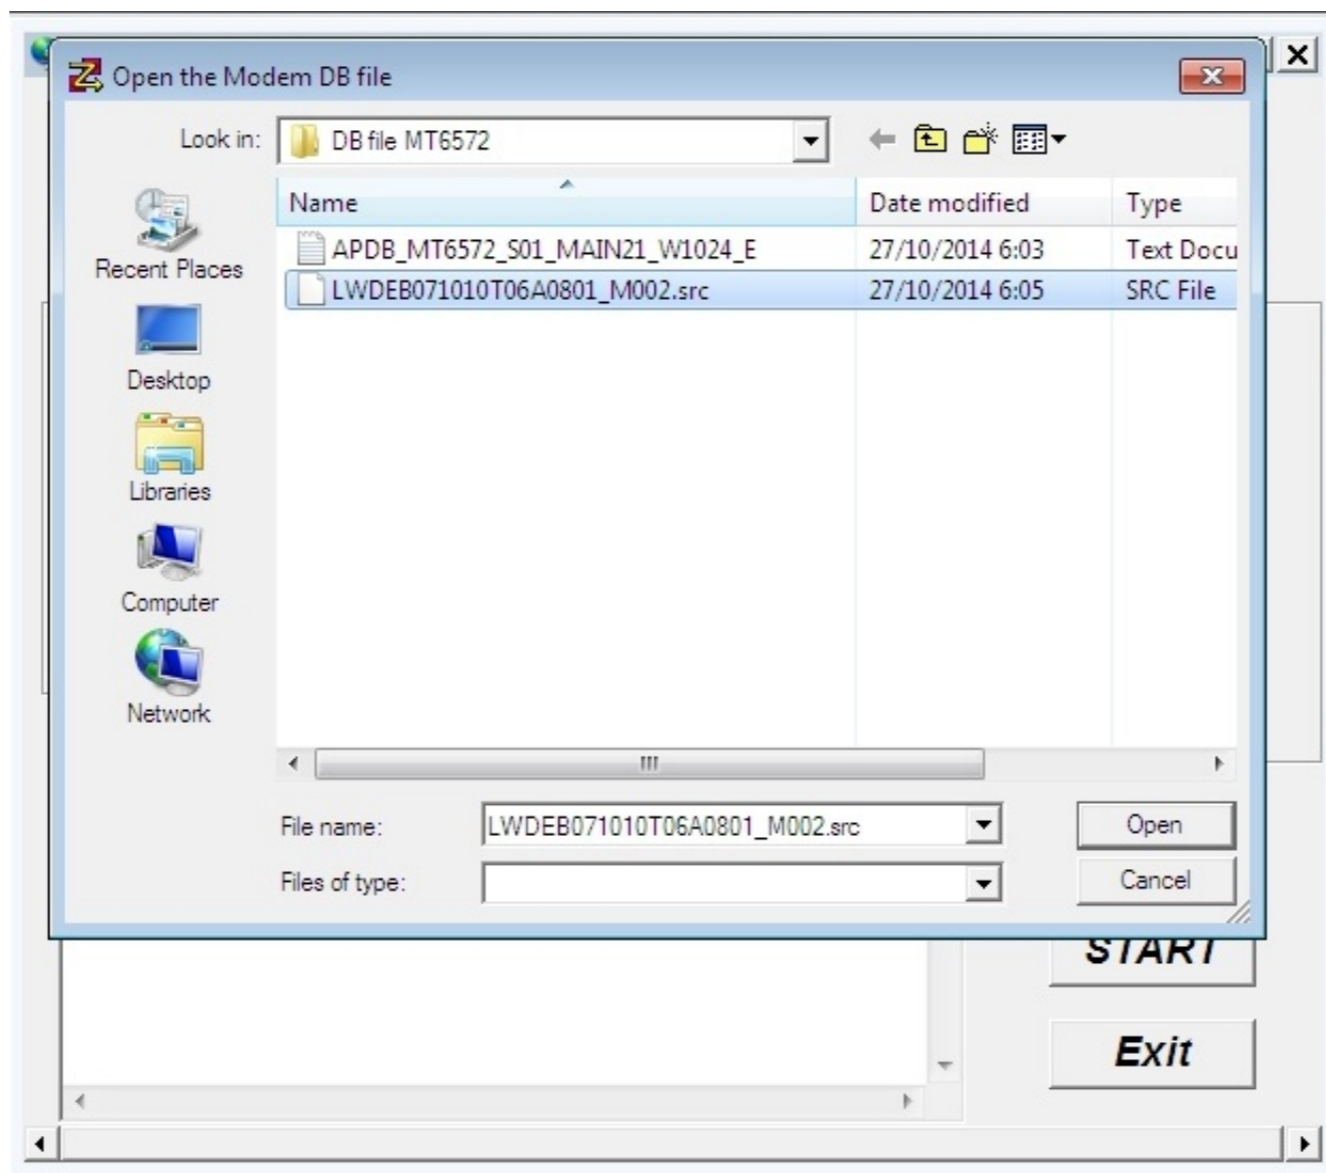 Open the Modem DB file
Look in: DB file MT6572
Name Date modified Type
APDB_MT6572_S01_MAIN21_W1024_E 27/10/2014 6:03 Text Docu
LWDEB071010T06A0801_M002.src 27/10/2014 6:05 SRC File
Recent Places
Desktop
Libraries
Computer
Network
File name: LWDEB071010T06A0801_M002.src Open
Files of type: Cancel
START
Exit